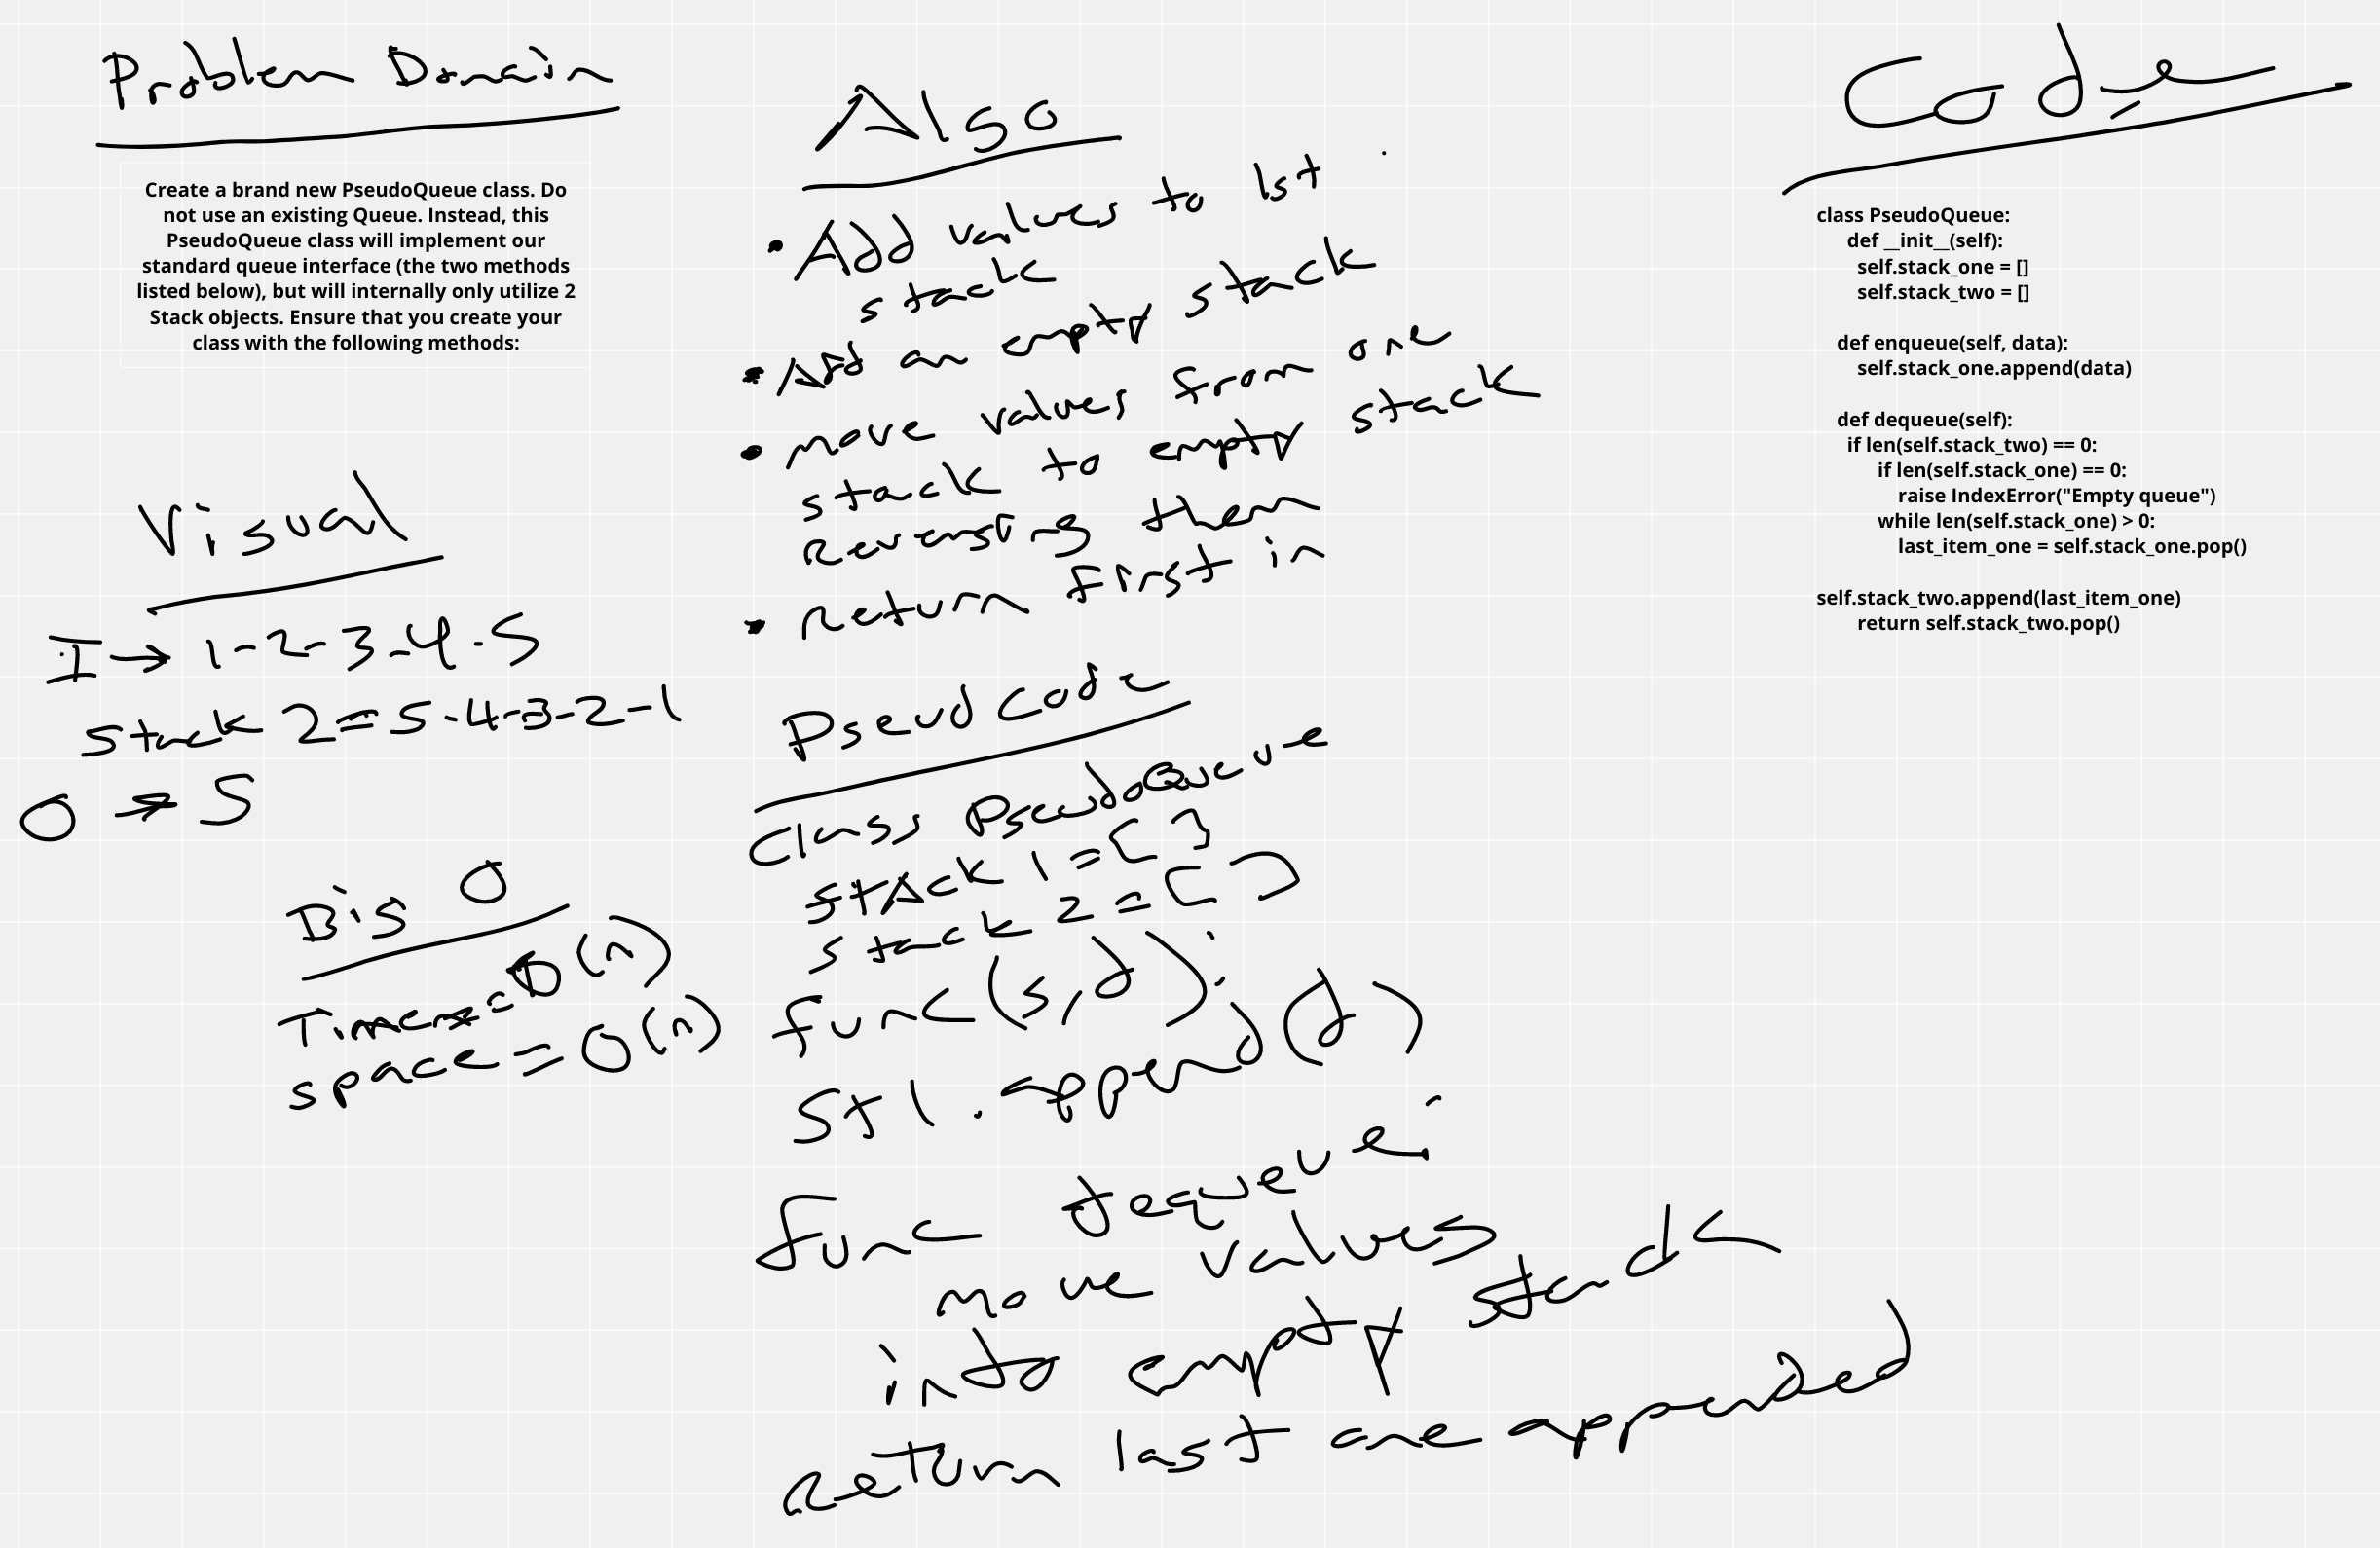 Problem Domain
Create a brand new PseudoQueue class. Do
not use an existing Queue. Instead, this
PseudoQueue class will implement our
standard queue interface (the two methods
listed below), but will internally only utilize 2
Stack objects. Ensure that you create your
class with the following methods:
Visual
I → 1-2-3-4-5
Stack 2 = 5-4-3-2-1
O → 5
Big O
Time = O(n)
space = O(n)
Algo
• Add values to 1st
stack
• Add an empty stack
• move values from one
stack to empty stack
Reversing them
• Return First in
Pseudcode
Class PseudoQueue
stack 1 = [ ]
stack 2 = [ ]
func(s,d):
St1.append(d)
func dequeue:
move values
into empty stack
Return last one appended
Code
class PseudoQueue:
def __init__(self):
self.stack_one = []
self.stack_two = []
def enqueue(self, data):
self.stack_one.append(data)
def dequeue(self):
if len(self.stack_two) == 0:
if len(self.stack_one) == 0:
raise IndexError("Empty queue")
while len(self.stack_one) > 0:
last_item_one = self.stack_one.pop()
self.stack_two.append(last_item_one)
return self.stack_two.pop()